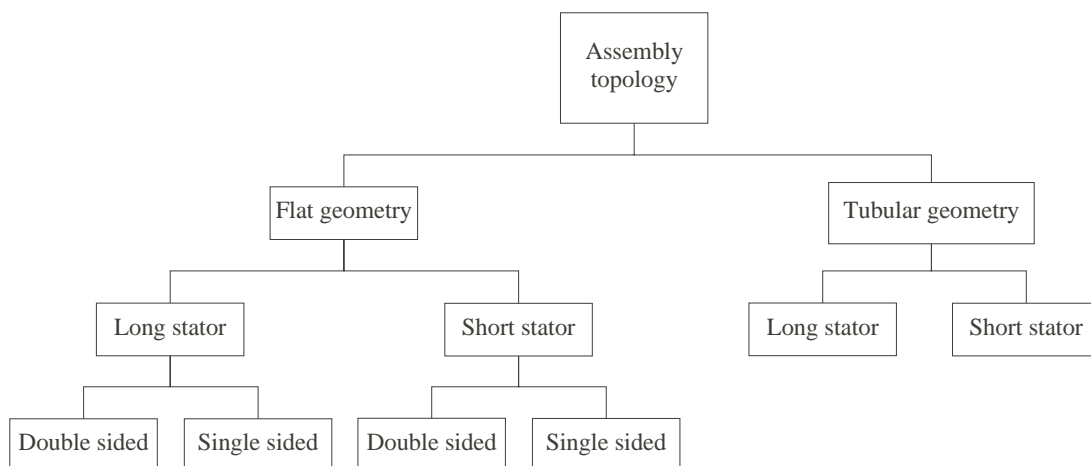 Assembly
topology
Flat geometry
Tubular geometry
Long stator
Short stator
Long stator
Short stator
Double sided
Single sided
Double sided
Single sided